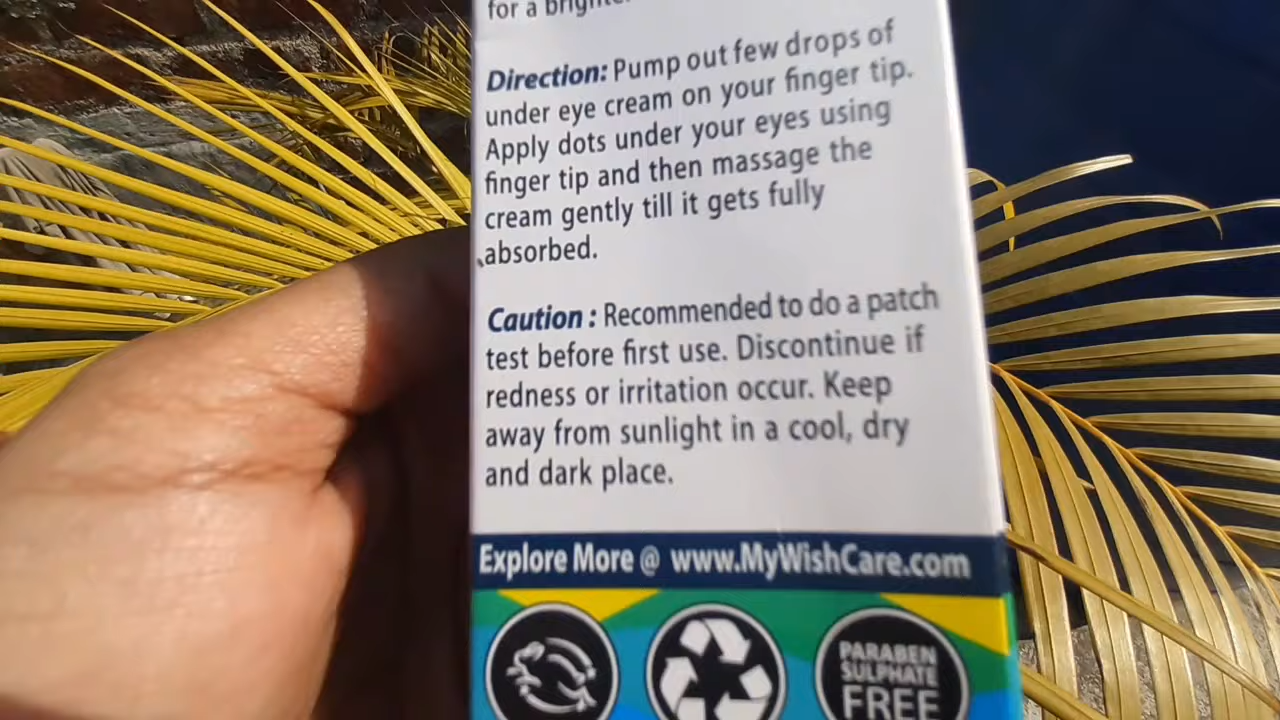 for a brighter
Direction: Pump out few drops of
under eye cream on your finger tip.
Apply dots under your eyes using
finger tip and then massage the
cream gently till it gets fully
absorbed.
Caution : Recommended to do a patch
test before first use. Discontinue if
redness or irritation occur. Keep
away from sunlight in a cool, dry
and dark place.
Explore More @ www.MyWishCare.com
PARABEN
SULPHATE
FREE